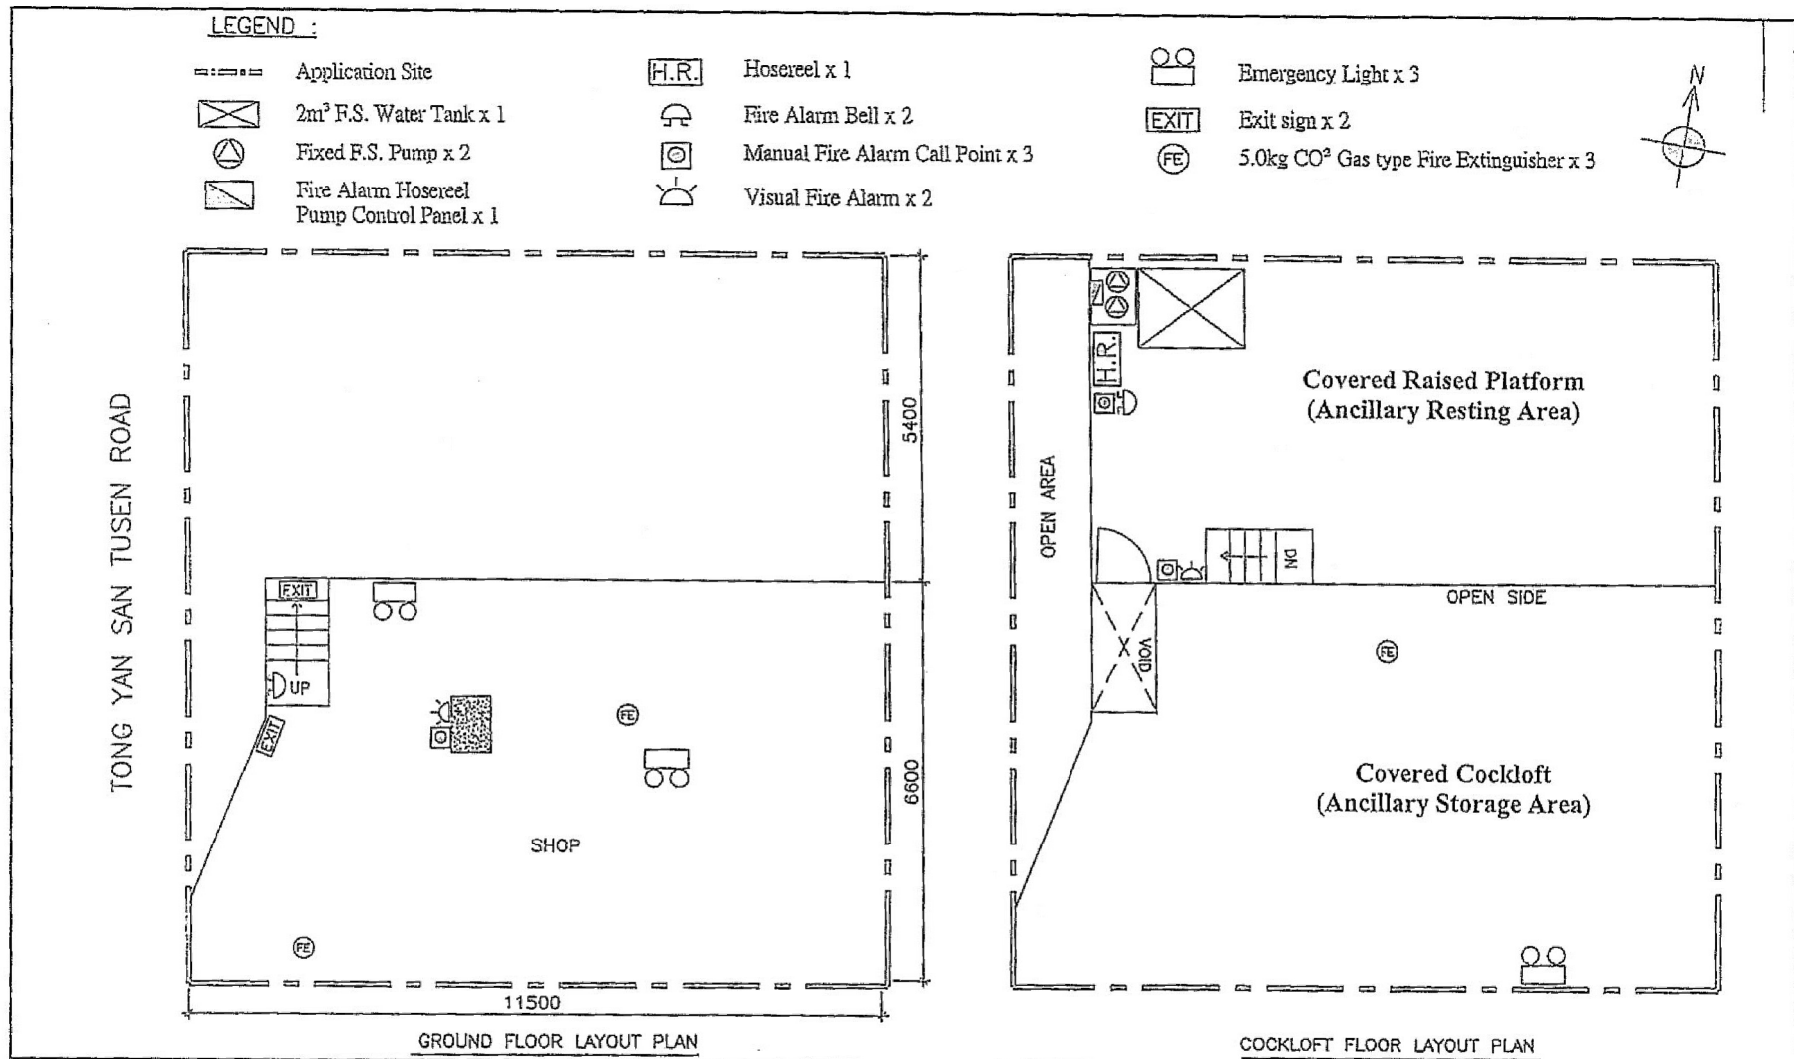 LEGEND :
Application Site
2m³ F.S. Water Tank x 1
Fixed F.S. Pump x 2
Fire Alarm Hosereel
Pump Control Panel x 1
H.R.
Hosereel x 1
Fire Alarm Bell x 2
Manual Fire Alarm Call Point x 3
Visual Fire Alarm x 2
Emergency Light x 3
EXIT
Exit sign x 2
FE
5.0kg CO² Gas type Fire Extinguisher x 3
N
TONG YAN SAN TUSEN ROAD
EXIT
UP
EXIT
FE
SHOP
FE
5400
6600
11500
GROUND FLOOR LAYOUT PLAN
H.R.
Covered Raised Platform
(Ancillary Resting Area)
OPEN AREA
DN
OPEN SIDE
VOID
FE
Covered Cockloft
(Ancillary Storage Area)
COCKLOFT FLOOR LAYOUT PLAN